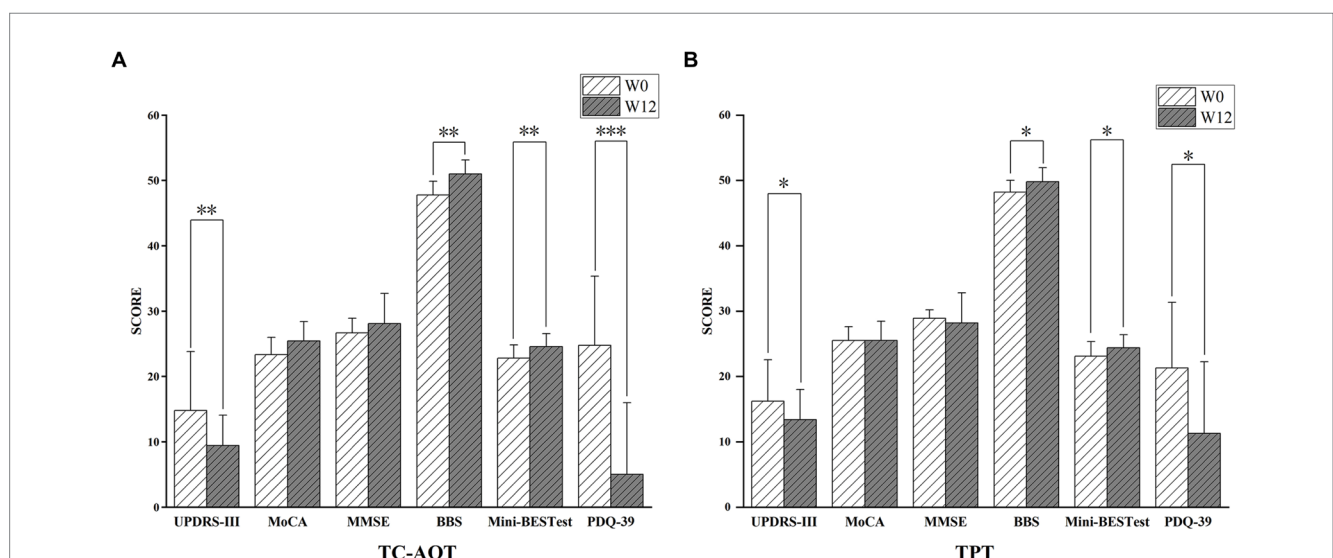 A
W0
W12
SCORE
60
50
40
30
20
10
0
**
**
**
***
UPDRS-III MoCA MMSE BBS Mini-BESTest PDQ-39
TC-AOT
B
W0
W12
SCORE
60
50
40
30
20
10
0
*
*
*
*
UPDRS-III MoCA MMSE BBS Mini-BESTest PDQ-39
TPT